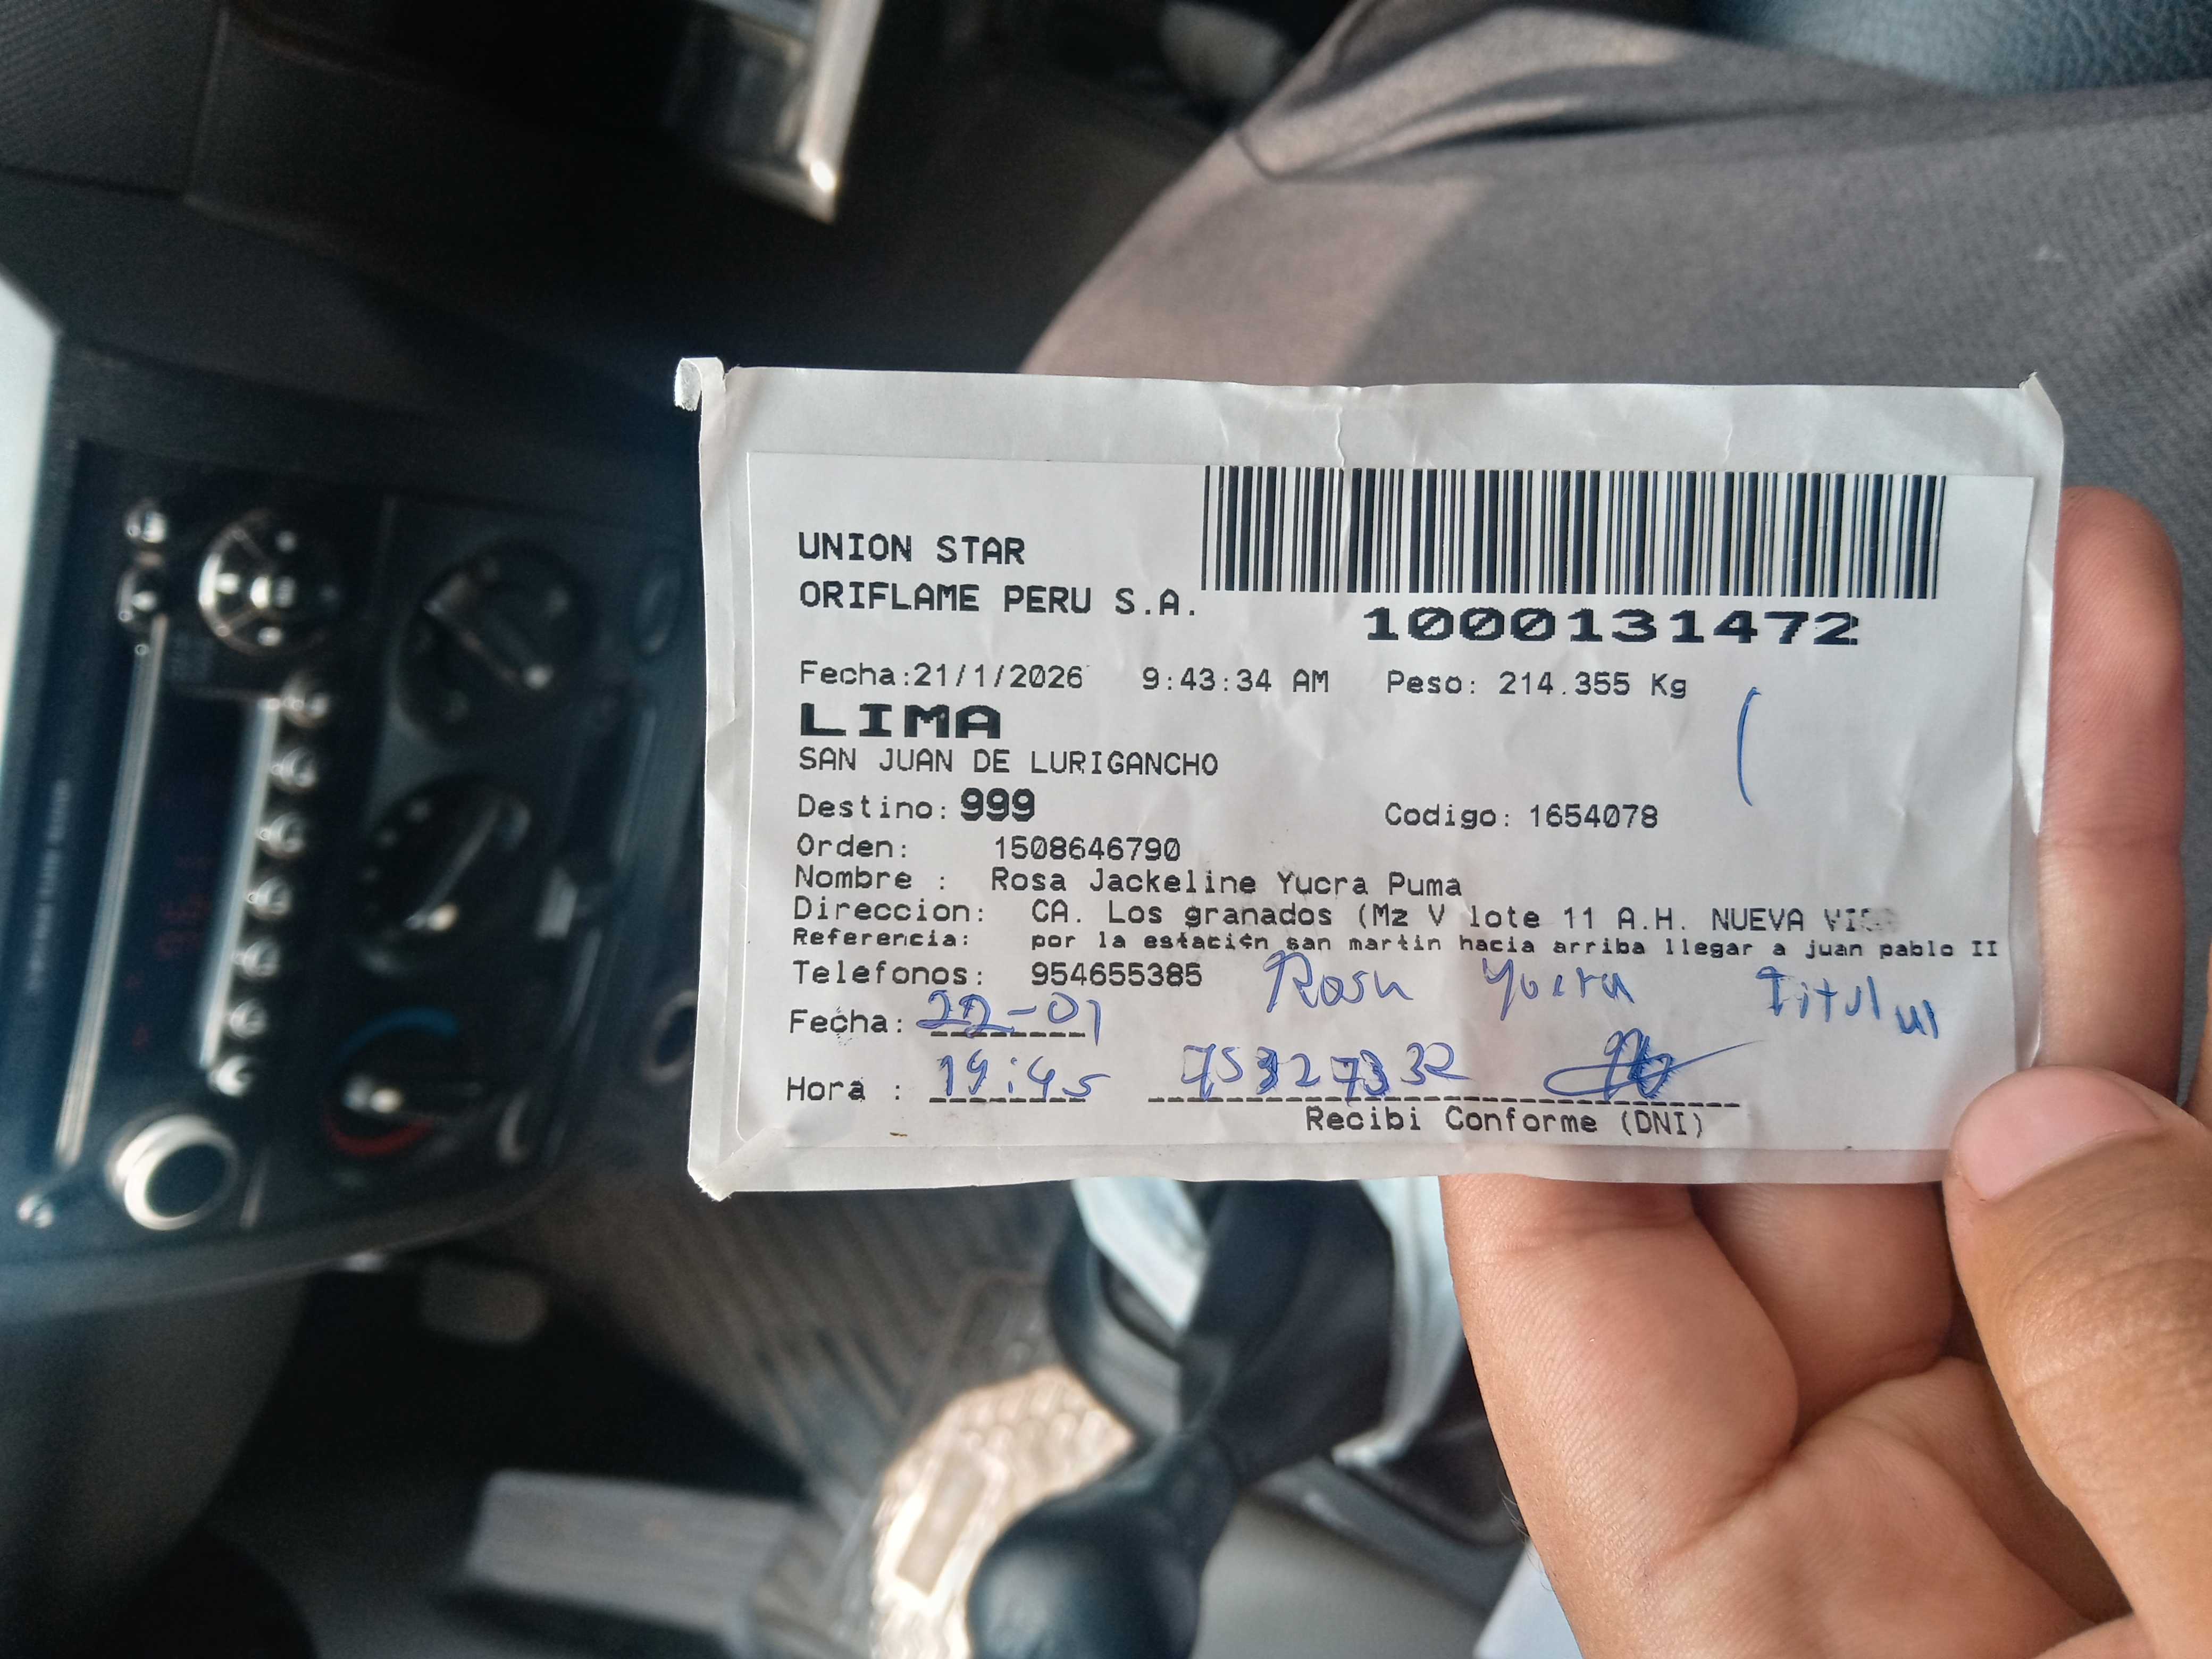 UNION STAR
ORIFLAME PERU S.A.
1000131472
Fecha:21/1/2026 9:43:34 AM Peso: 214.355 Kg
LIMA
SAN JUAN DE LURIGANCHO
Destino: 999 Codigo: 1654078
Orden: 1508646790
Nombre : Rosa Jackeline Yucra Puma
Direccion: CA. Los granados (Mz V lote 11 A.H. NUEVA
Referencia: por la estación san martin hacia arriba llegar a juan pablo II
Telefonos: 954655385 Rosa Yucra Titular
Fecha: 22-01
Hora : 19:45 75327332
Recibi Conforme (DNI)